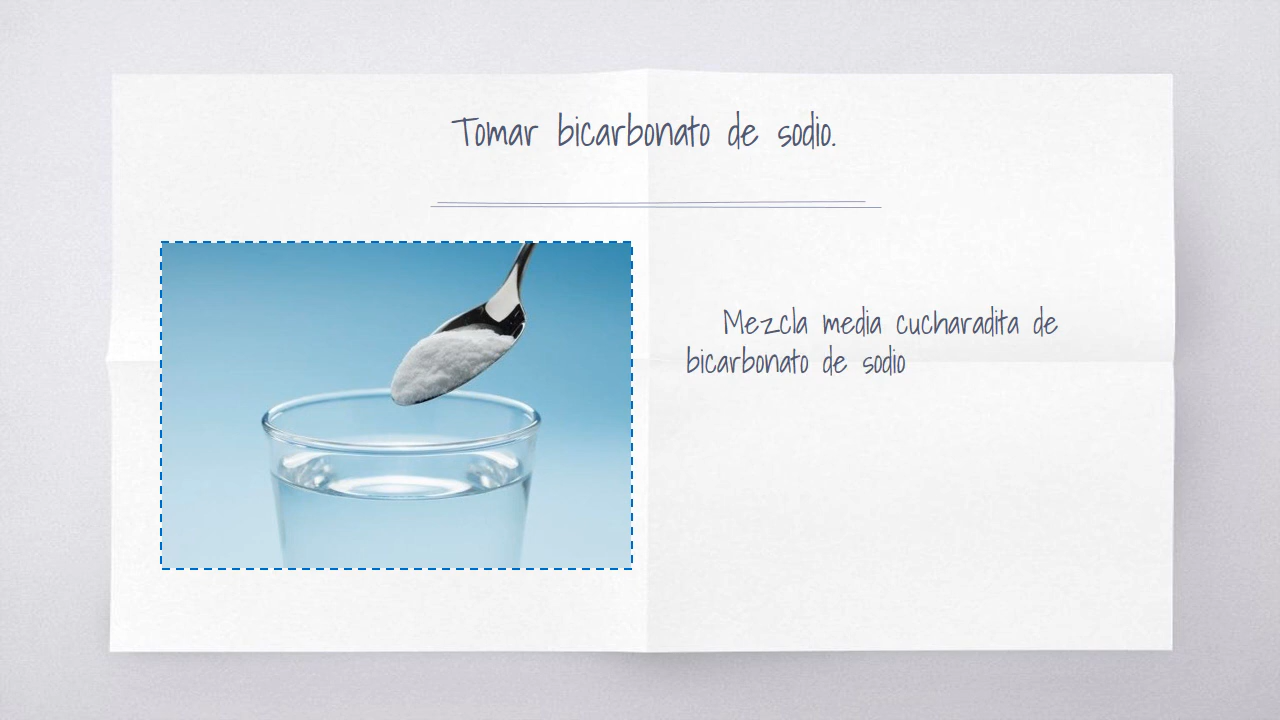 Tomar bicarbonato de sodio.
Mezcla media cucharadita de
bicarbonato de sodio